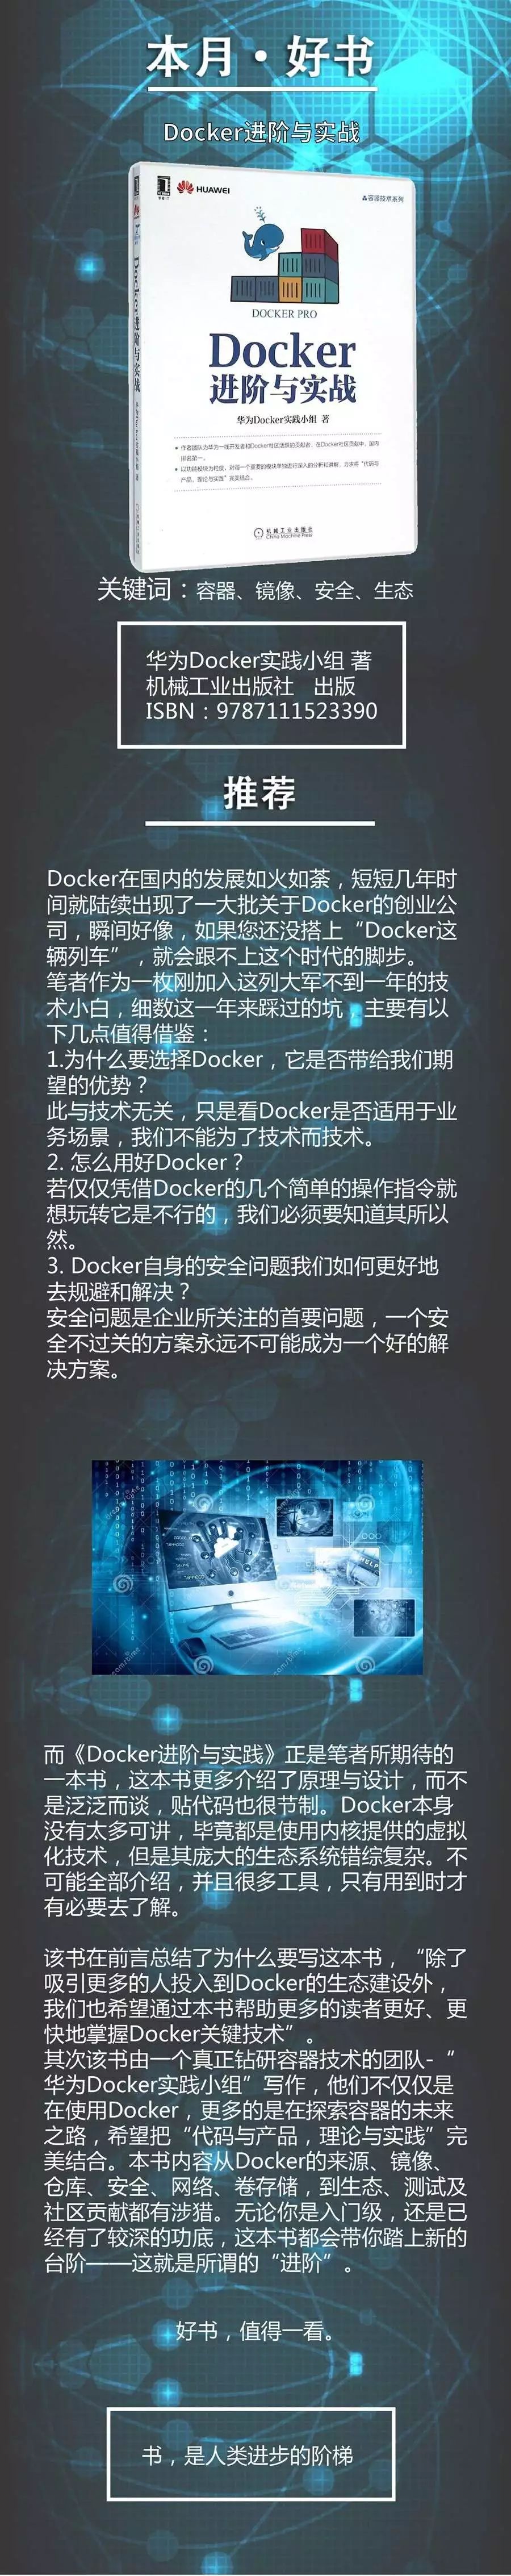 本月·好书
Docker进阶与实战
HUAWEI
容器技术系列
DOCKER PRO
Docker
进阶与实战
华为Docker实践小组 著
Docker进阶与实战
机械工业出版社
China Machine Press
关键词：容器、镜像、安全、生态
华为Docker实践小组 著
机械工业出版社 出版
ISBN：9787111523390
推荐
Docker在国内的发展如火如荼，短短几年时
间就陆续出现了一大批关于Docker的创业公
司，瞬间好像，如果您还没搭上“Docker这
辆列车”，就会跟不上这个时代的脚步。
笔者作为一枚刚加入这列大军不到一年的技
术小白，细数这一年来踩过的坑，主要有以
下几点值得借鉴：
1.为什么要选择Docker，它是否带给我们期
望的优势？
此与技术无关，只是看Docker是否适用于业
务场景，我们不能为了技术而技术。
2. 怎么用好Docker？
若仅仅凭借Docker的几个简单的操作指令就
想玩转它是不行的，我们必须要知道其所以
然。
3. Docker自身的安全问题我们如何更好地
去规避和解决？
安全问题是企业所关注的首要问题，一个安
全不过关的方案永远不可能成为一个好的解
决方案。
HELP
而《Docker进阶与实践》正是笔者所期待的
一本书，这本书更多介绍了原理与设计，而不
是泛泛而谈，贴代码也很节制。Docker本身
没有太多可讲，毕竟都是使用内核提供的虚拟
化技术，但是其庞大的生态系统错综复杂。不
可能全部介绍，并且很多工具，只有用到时才
有必要去了解。
该书在前言总结了为什么要写这本书，“除了
吸引更多的人投入到Docker的生态建设外，
我们也希望通过本书帮助更多的读者更好、更
快地掌握Docker关键技术”。
其次该书由一个真正钻研容器技术的团队-“
华为Docker实践小组”写作，他们不仅仅是
在使用Docker，更多的是在探索容器的未来
之路，希望把“代码与产品，理论与实践”完
美结合。本书内容从Docker的来源、镜像、
仓库、安全、网络、卷存储，到生态、测试及
社区贡献都有涉猎。无论你是入门级，还是已
经有了较深的功底，这本书都会带你踏上新的
台阶——这就是所谓的“进阶”。
好书，值得一看。
书，是人类进步的阶梯